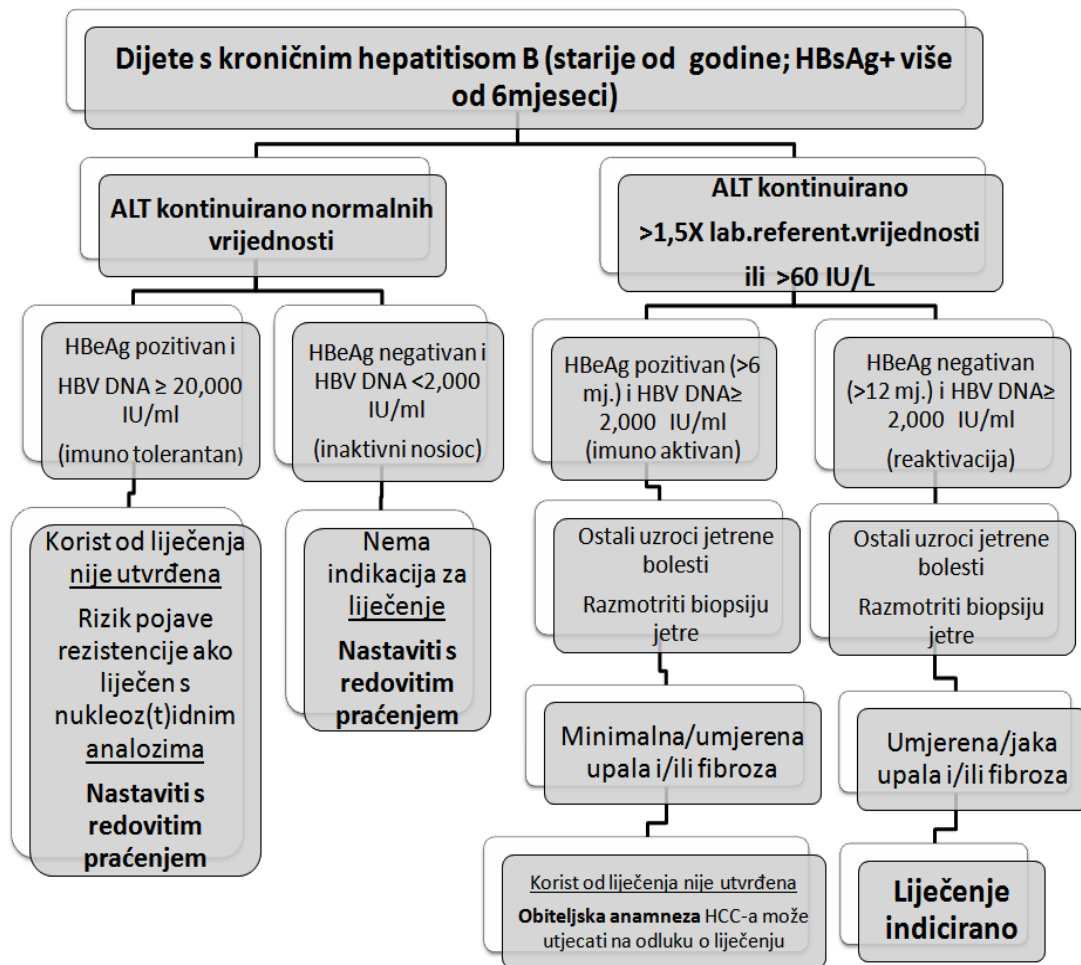 Dijete s kroničnim hepatitisom B (starije od godine; HBsAg+ više
od 6mjeseci)
ALT kontinuirano normalnih
vrijednosti
ALT kontinuirano
>1,5X lab.referent.vrijednosti
ili >60 IU/L
HBeAg pozitivan i
HBV DNA ≥ 20,000
IU/ml
(imuno tolerantan)
HBeAg negativan i
HBV DNA <2,000
IU/ml
(inaktivni nosioc)
HBeAg pozitivan (>6
mj.) i HBV DNA≥
2,000 IU/ml
(imuno aktivan)
HBeAg negativan
(>12 mj.) i HBV DNA≥
2,000 IU/ml
(reaktivacija)
Korist od liječenja
nije utvrđena
Rizik pojave
rezistencije ako
liječen s
nukleoz(t)idnim
analozima
Nastaviti s
redovitim
praćenjem
Nema
indikacija za
liječenje
Nastaviti s
redovitim
praćenjem
Ostali uzroci jetrene
bolesti
Razmotriti biopsiju
jetre
Ostali uzroci jetrene
bolesti
Razmotriti biopsiju
jetre
Minimalna/umjerena
upala i/ili fibroza
Umjerena/jaka
upala i/ili fibroza
Korist od liječenja nije utvrđena
Obiteljska anamneza HCC-a može
utjecati na odluku o liječenju
Liječenje
indicirano